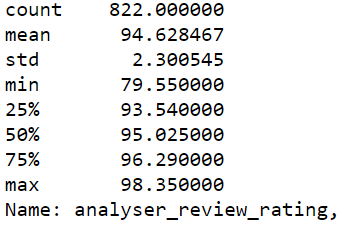 count    822.000000
mean      94.628467
std        2.300545
min       79.550000
25%       93.540000
50%       95.025000
75%       96.290000
max       98.350000
Name: analyser_review_rating,